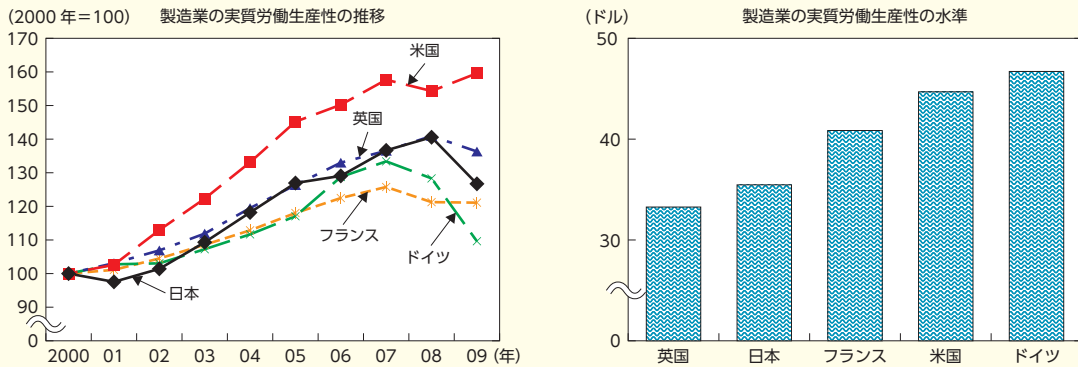 (2000年=100) 製造業の実質労働生産性の推移
170
160
150
140
130
120
110
100
90
0
米国
英国
フランス
ドイツ
日本
2000 01 02 03 04 05 06 07 08 09 (年)
(ドル) 製造業の実質労働生産性の水準
50
40
30
0
英国 日本 フランス 米国 ドイツ